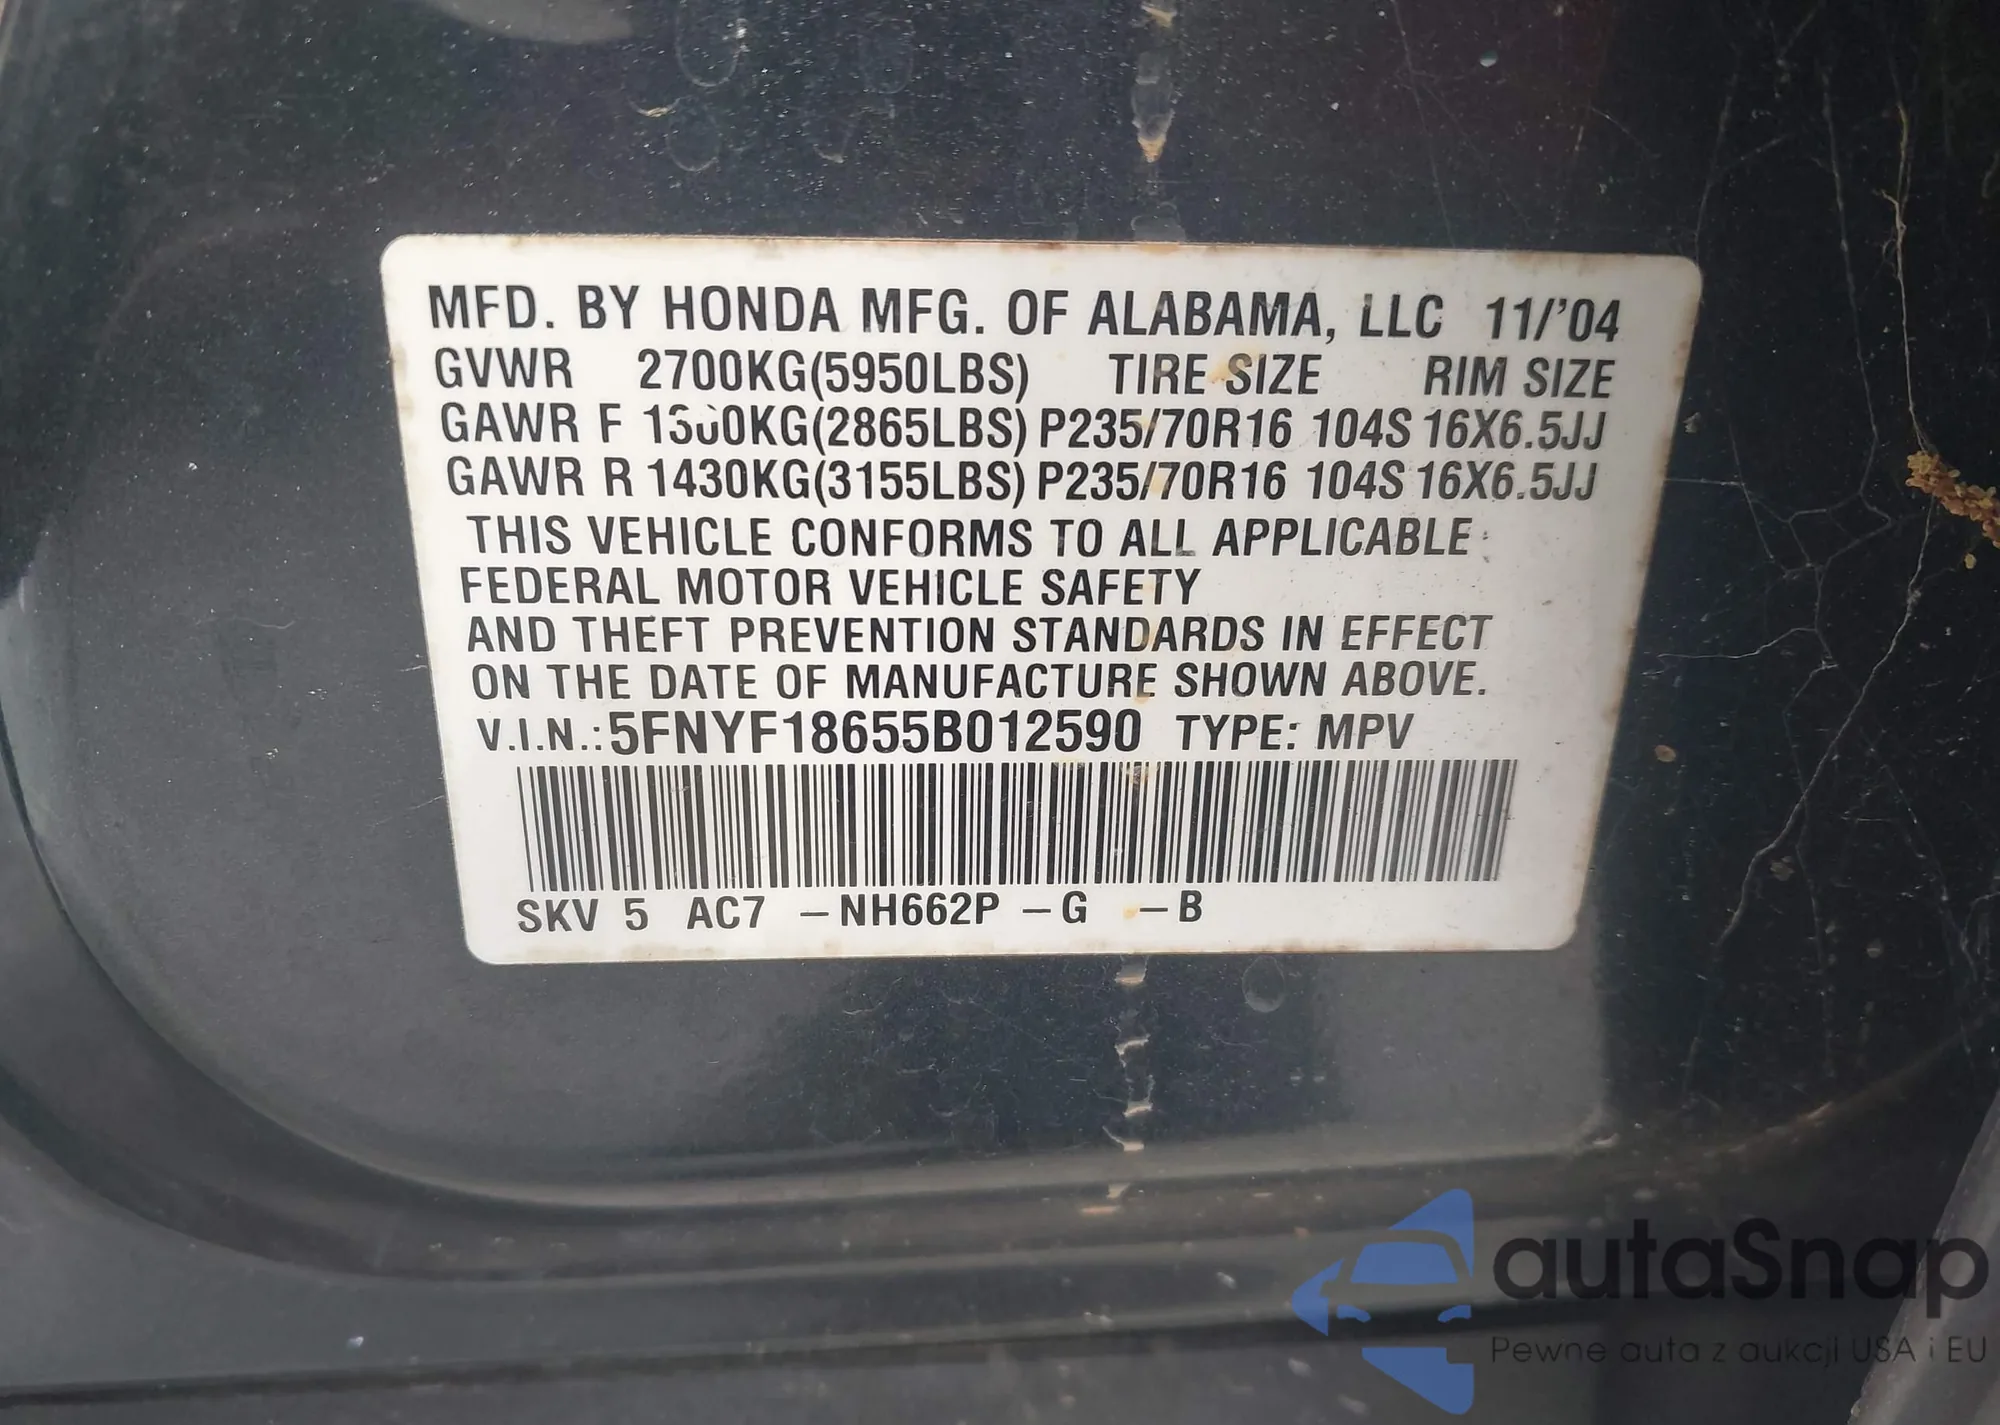 MFD. BY HONDA MFG. OF ALABAMA, LLC 11/'04
GVWR 2700KG(5950LBS) TIRE SIZE RIM SIZE
GAWR F 1300KG(2865LBS) P235/70R16 104S 16X6.5JJ
GAWR R 1430KG(3155LBS) P235/70R16 104S 16X6.5JJ
THIS VEHICLE CONFORMS TO ALL APPLICABLE
FEDERAL MOTOR VEHICLE SAFETY
AND THEFT PREVENTION STANDARDS IN EFFECT
ON THE DATE OF MANUFACTURE SHOWN ABOVE.
V.I.N.: 5FNYF18655B012590 TYPE: MPV
SKV 5 AC7 –NH662P –G –B
autaSnap
Pewne auta z aukcji USA i EU